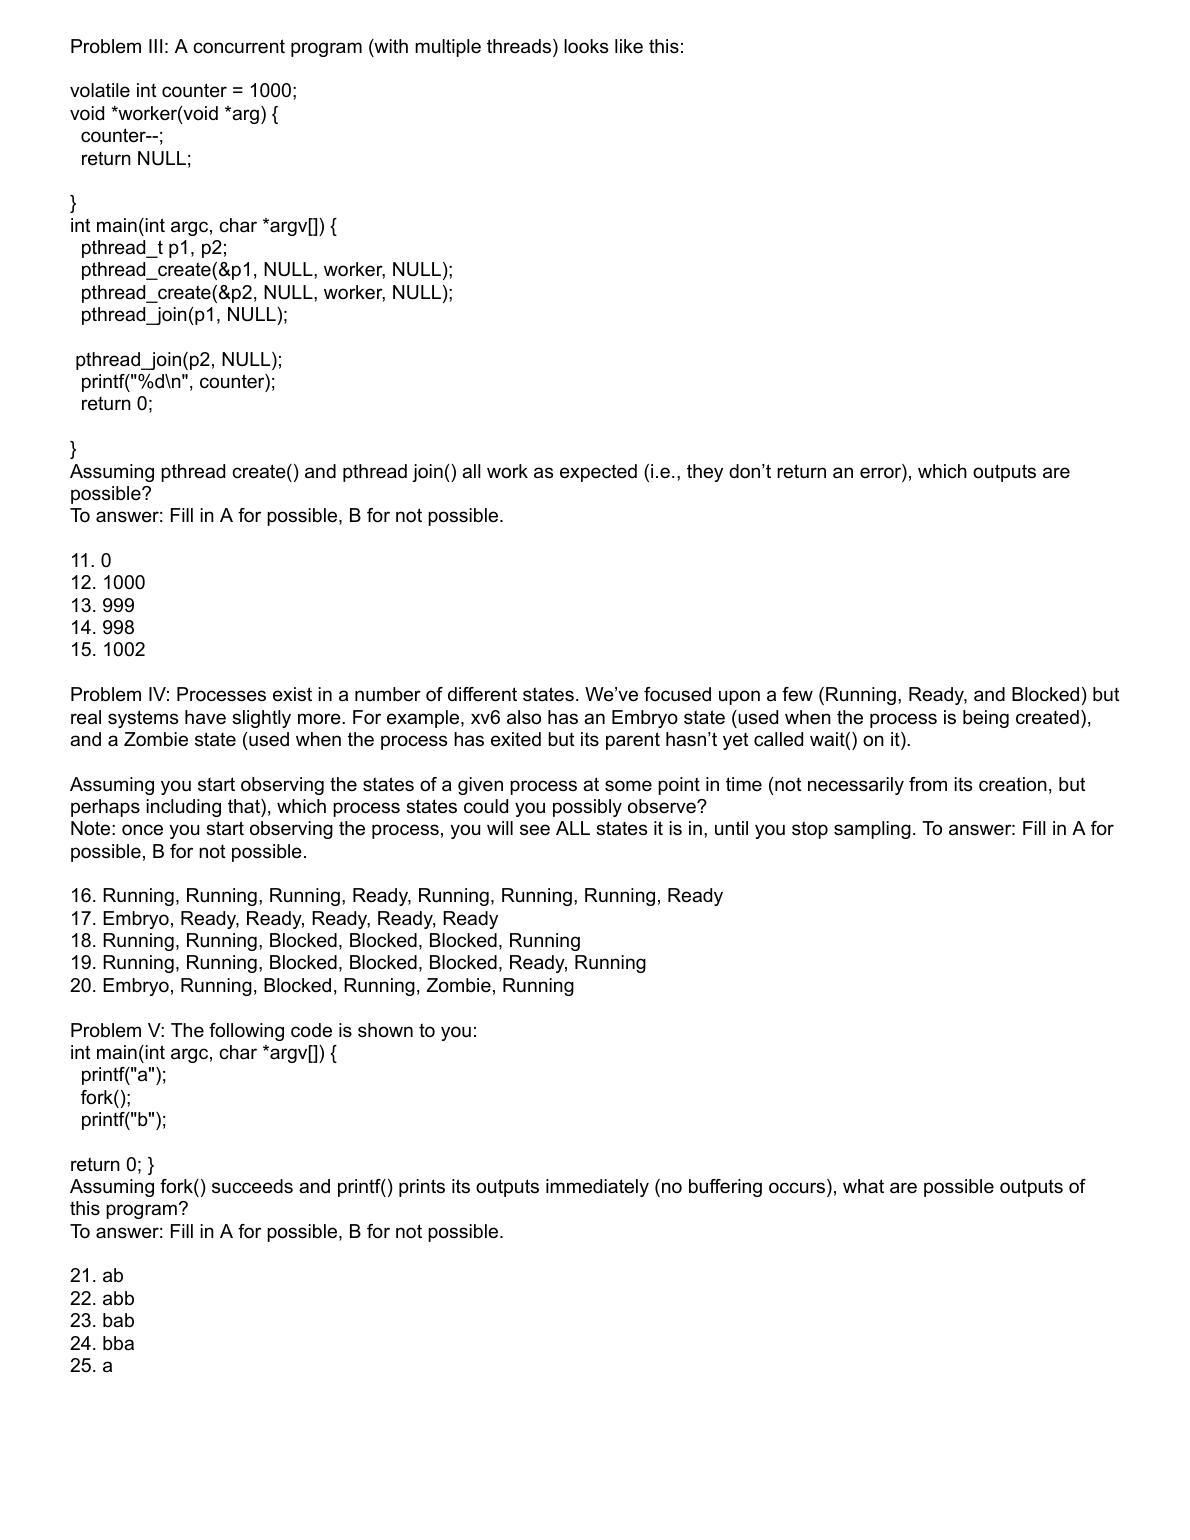 Problem III: A concurrent program (with multiple threads) looks like this:
volatile int counter = 1000;
void *worker(void *arg) {
counter--;
return NULL;
}
int main(int argc, char *argv[]) {
pthread_t p1, p2;
pthread_create(&p1, NULL, worker, NULL);
pthread_create(&p2, NULL, worker, NULL);
pthread_join(p1, NULL);
pthread_join(p2, NULL);
printf("%d\n", counter);
return 0;
}
Assuming pthread create() and pthread join() all work as expected (i.e., they don’t return an error), which outputs are
possible?
To answer: Fill in A for possible, B for not possible.
11. 0
12. 1000
13. 999
14. 998
15. 1002
Problem IV: Processes exist in a number of different states. We’ve focused upon a few (Running, Ready, and Blocked) but
real systems have slightly more. For example, xv6 also has an Embryo state (used when the process is being created),
and a Zombie state (used when the process has exited but its parent hasn’t yet called wait() on it).
Assuming you start observing the states of a given process at some point in time (not necessarily from its creation, but
perhaps including that), which process states could you possibly observe?
Note: once you start observing the process, you will see ALL states it is in, until you stop sampling. To answer: Fill in A for
possible, B for not possible.
16. Running, Running, Running, Ready, Running, Running, Running, Ready
17. Embryo, Ready, Ready, Ready, Ready, Ready
18. Running, Running, Blocked, Blocked, Blocked, Running
19. Running, Running, Blocked, Blocked, Blocked, Ready, Running
20. Embryo, Running, Blocked, Running, Zombie, Running
Problem V: The following code is shown to you:
int main(int argc, char *argv[]) {
printf("a");
fork();
printf("b");
return 0; }
Assuming fork() succeeds and printf() prints its outputs immediately (no buffering occurs), what are possible outputs of
this program?
To answer: Fill in A for possible, B for not possible.
21. ab
22. abb
23. bab
24. bba
25. a